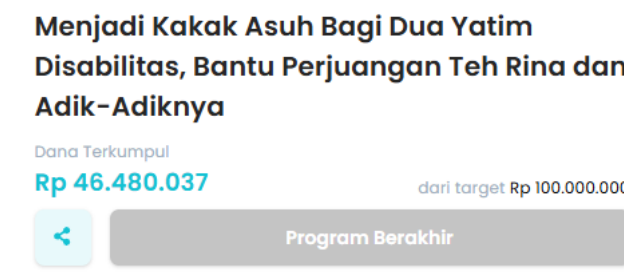 Menjadi Kakak Asuh Bagi Dua Yatim
Disabilitas, Bantu Perjuangan Teh Rina dan
Adik-Adiknya
Dana Terkumpul
Rp 46.480.037
dari target Rp 100.000.000
Program Berakhir